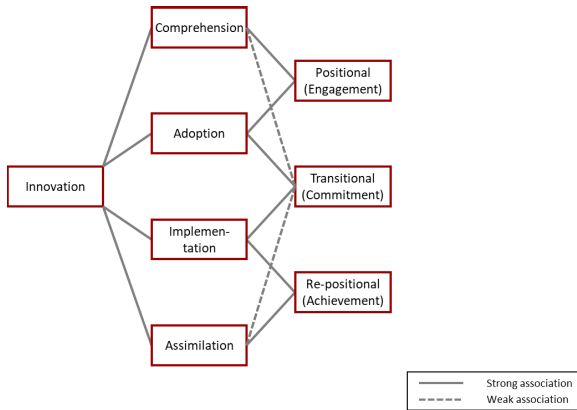 Comprehension
Positional
(Engagement)
Adoption
Innovation
Transitional
(Commitment)
Implemen-
tation
Re-positional
(Achievement)
Assimilation
Strong association
Weak association